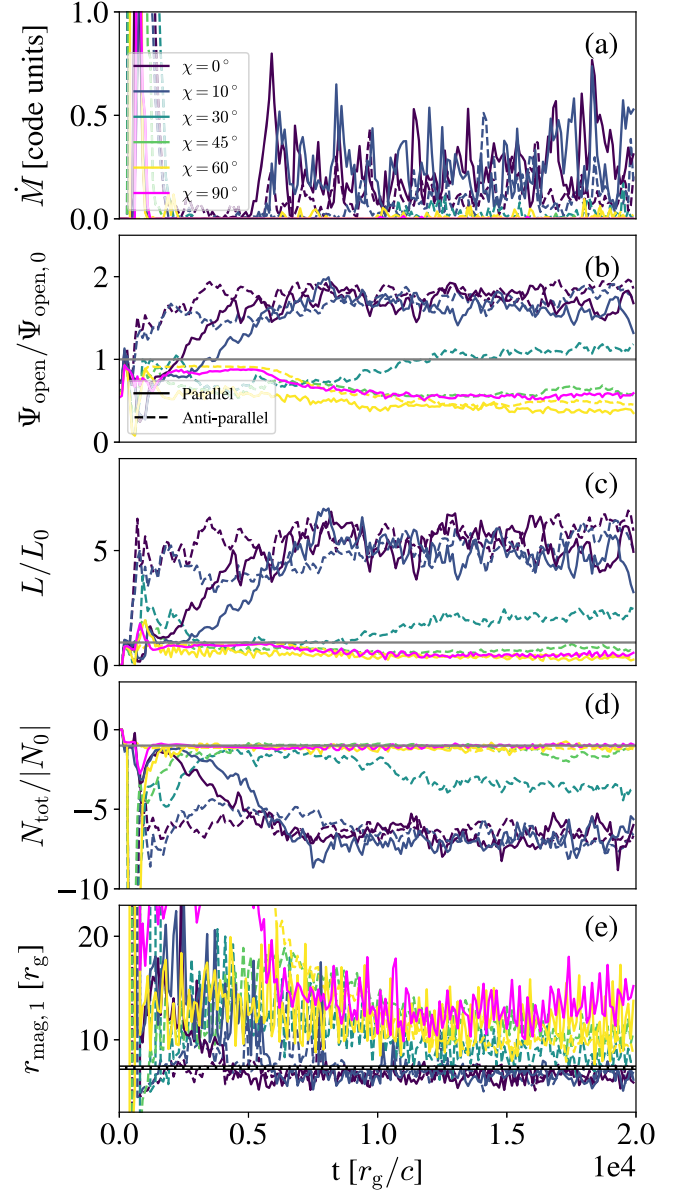 1.0
0.5
0.0
Ṁ [code units]
(a)
χ = 0°
χ = 10°
χ = 30°
χ = 45°
χ = 60°
χ = 90°
2
1
0
Ψopen/Ψopen, 0
(b)
Parallel
Anti-parallel
5
0
L/L0
(c)
0
−5
−10
Ntot/|N0|
(d)
20
10
rmag, 1 [rg]
(e)
0.0 0.5 1.0 1.5 2.0
1e4
t [rg/c]